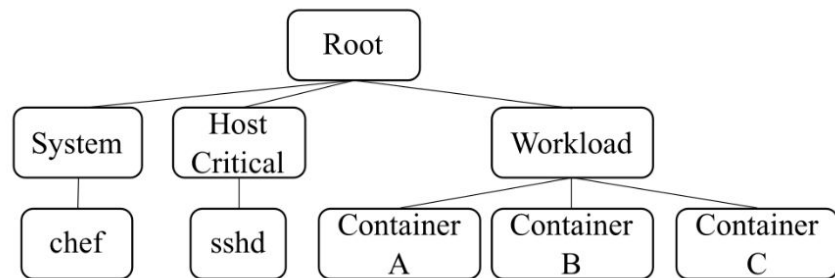 Root
System
Host
Critical
Workload
chef
sshd
Container
A
Container
B
Container
C